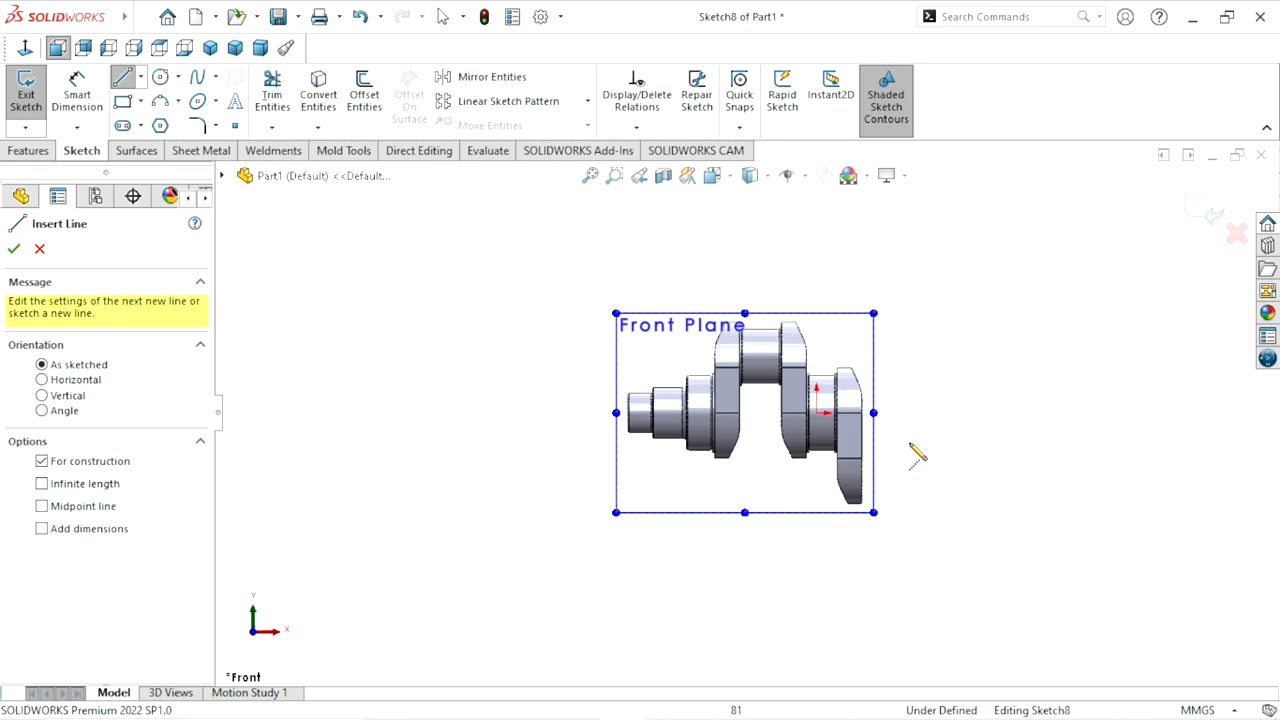 SOLIDWORKS
Sketch8 of Part1 *
Search Commands
Exit Sketch
Smart Dimension
Trim Entities
Convert Entities
Offset Entities
Offset On Surface
Mirror Entities
Linear Sketch Pattern
Move Entities
Display/Delete Relations
Repair Sketch
Quick Snaps
Rapid Sketch
Instant2D
Shaded Sketch Contours
Features
Sketch
Surfaces
Sheet Metal
Weldments
Mold Tools
Direct Editing
Evaluate
SOLIDWORKS Add-Ins
SOLIDWORKS CAM
Part1 (Default) <<Default...
Insert Line
Message
Edit the settings of the next new line or
sketch a new line.
Orientation
As sketched
Horizontal
Vertical
Angle
Options
For construction
Infinite length
Midpoint line
Add dimensions
Front Plane
Y
X
*Front
Model
3D Views
Motion Study 1
SOLIDWORKS Premium 2022 SP1.0
81
Under Defined
Editing Sketch8
MMGS